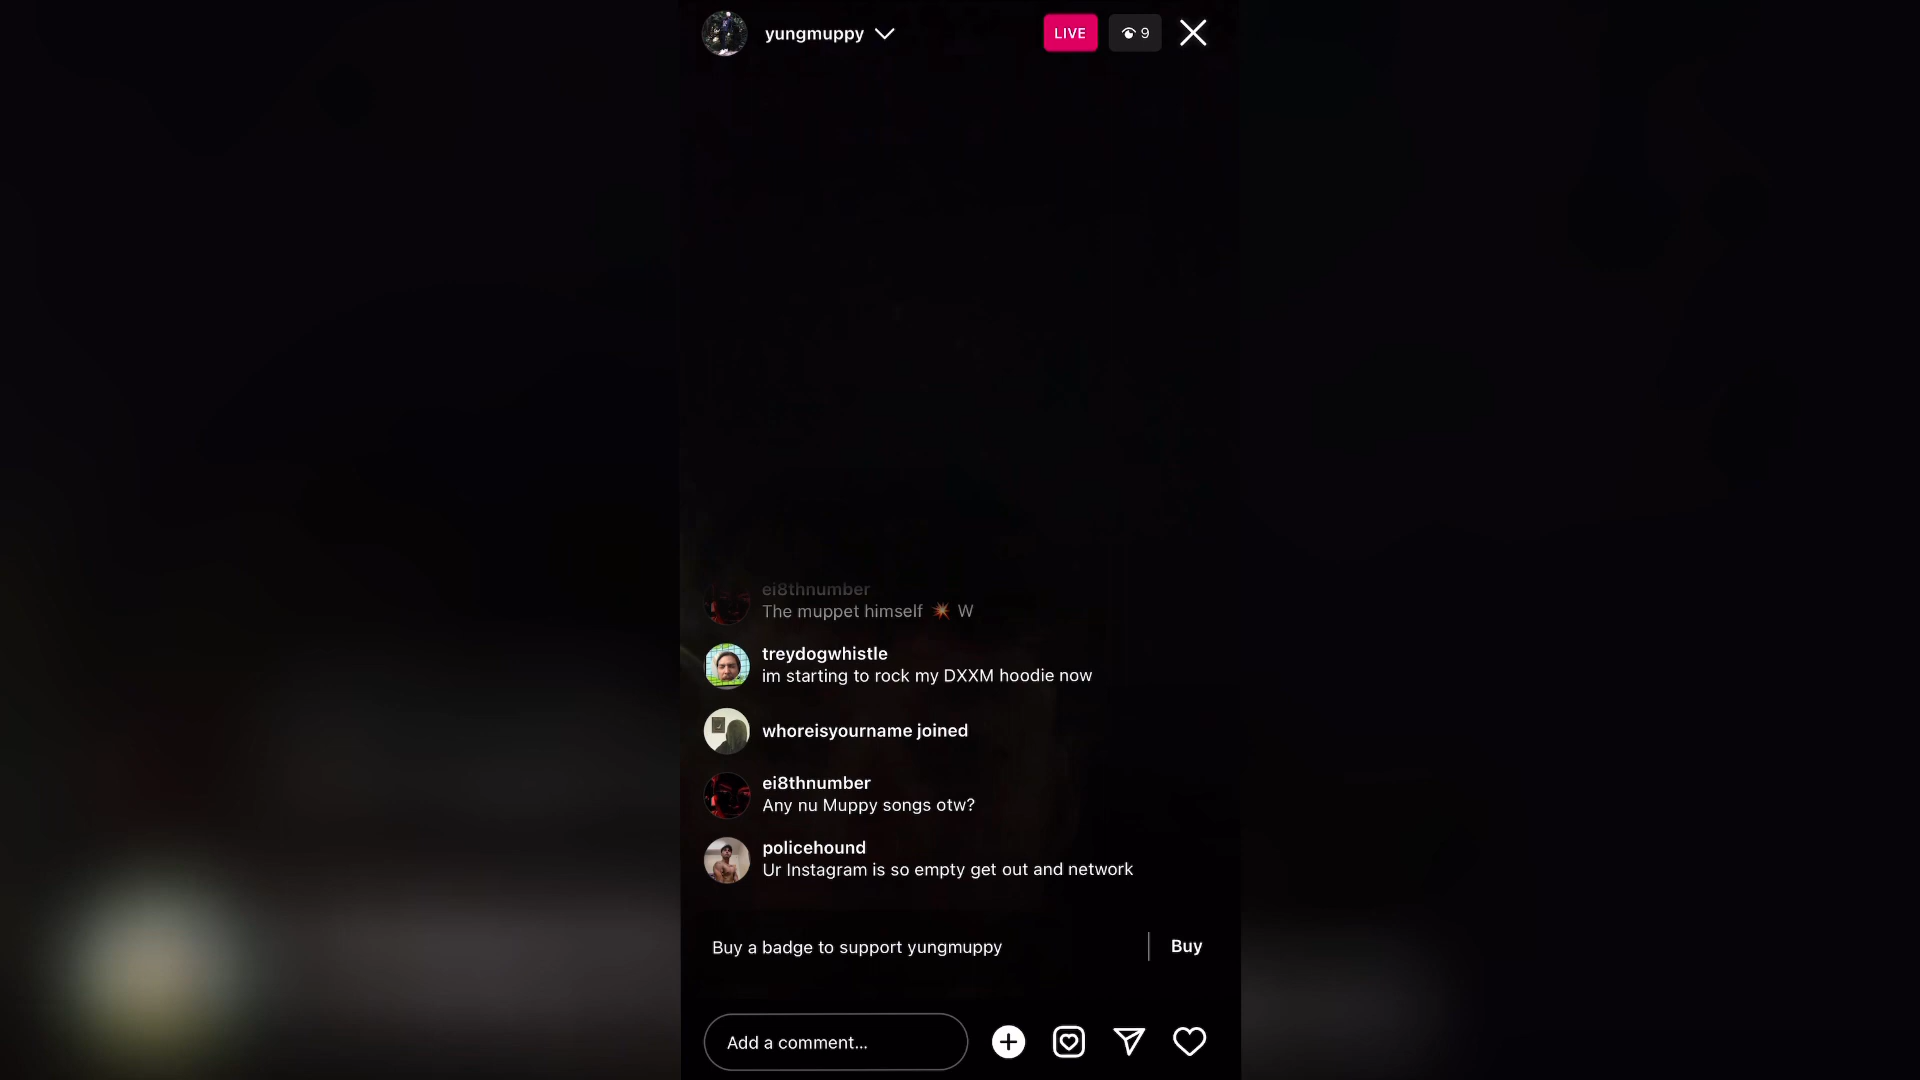 yungmuppy
LIVE
9
ei8thnumber
The muppet himself 💥 W
treydogwhistle
im starting to rock my DXXM hoodie now
whoreisyourname joined
ei8thnumber
Any nu Muppy songs otw?
policehound
Ur Instagram is so empty get out and network
Buy a badge to support yungmuppy
Buy
Add a comment...